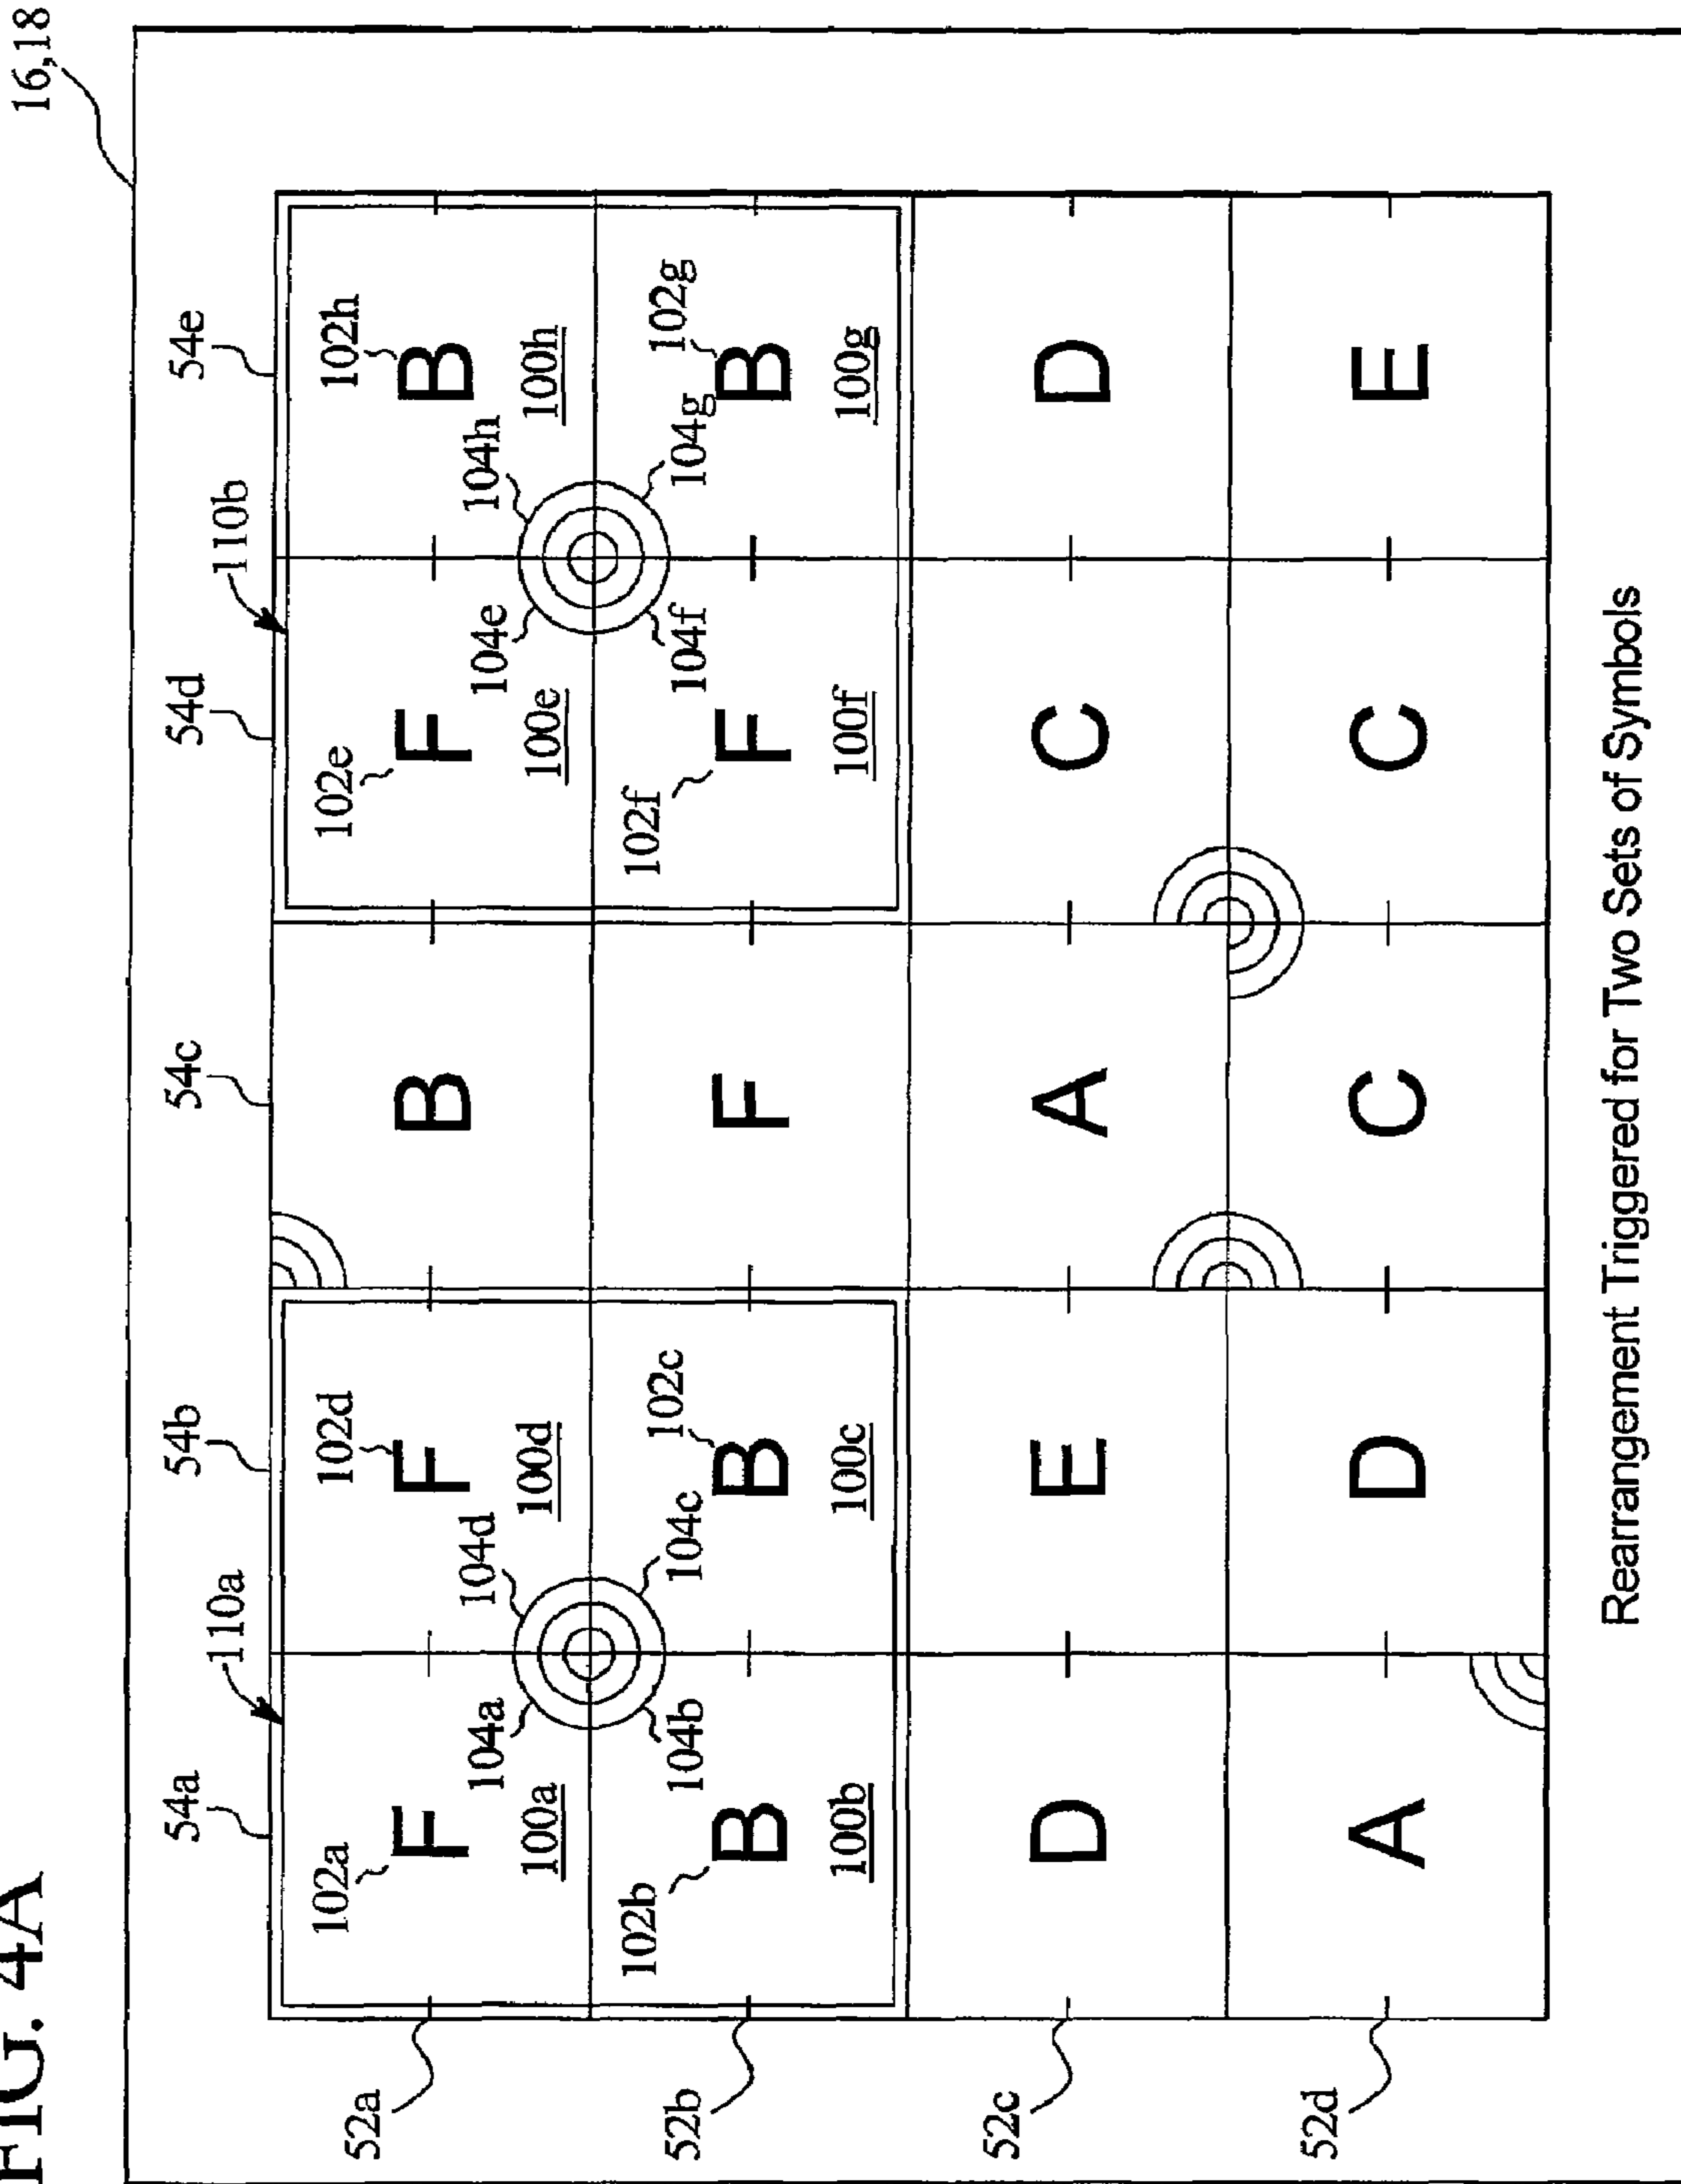 FIG. 4A
16,18
54a 54b 54c 54d 54e
110a 110b
52a
102a F 104a 100a
102d F 104d 100d
B
102e F 104e 100e
102h B 104h 100h
52b
102b B 104b 100b
102c B 104c 100c
F
102f F 104f 100f
102g B 104g 100g
52c D E A C D
52d A D C C E
Rearrangement Triggered for Two Sets of Symbols